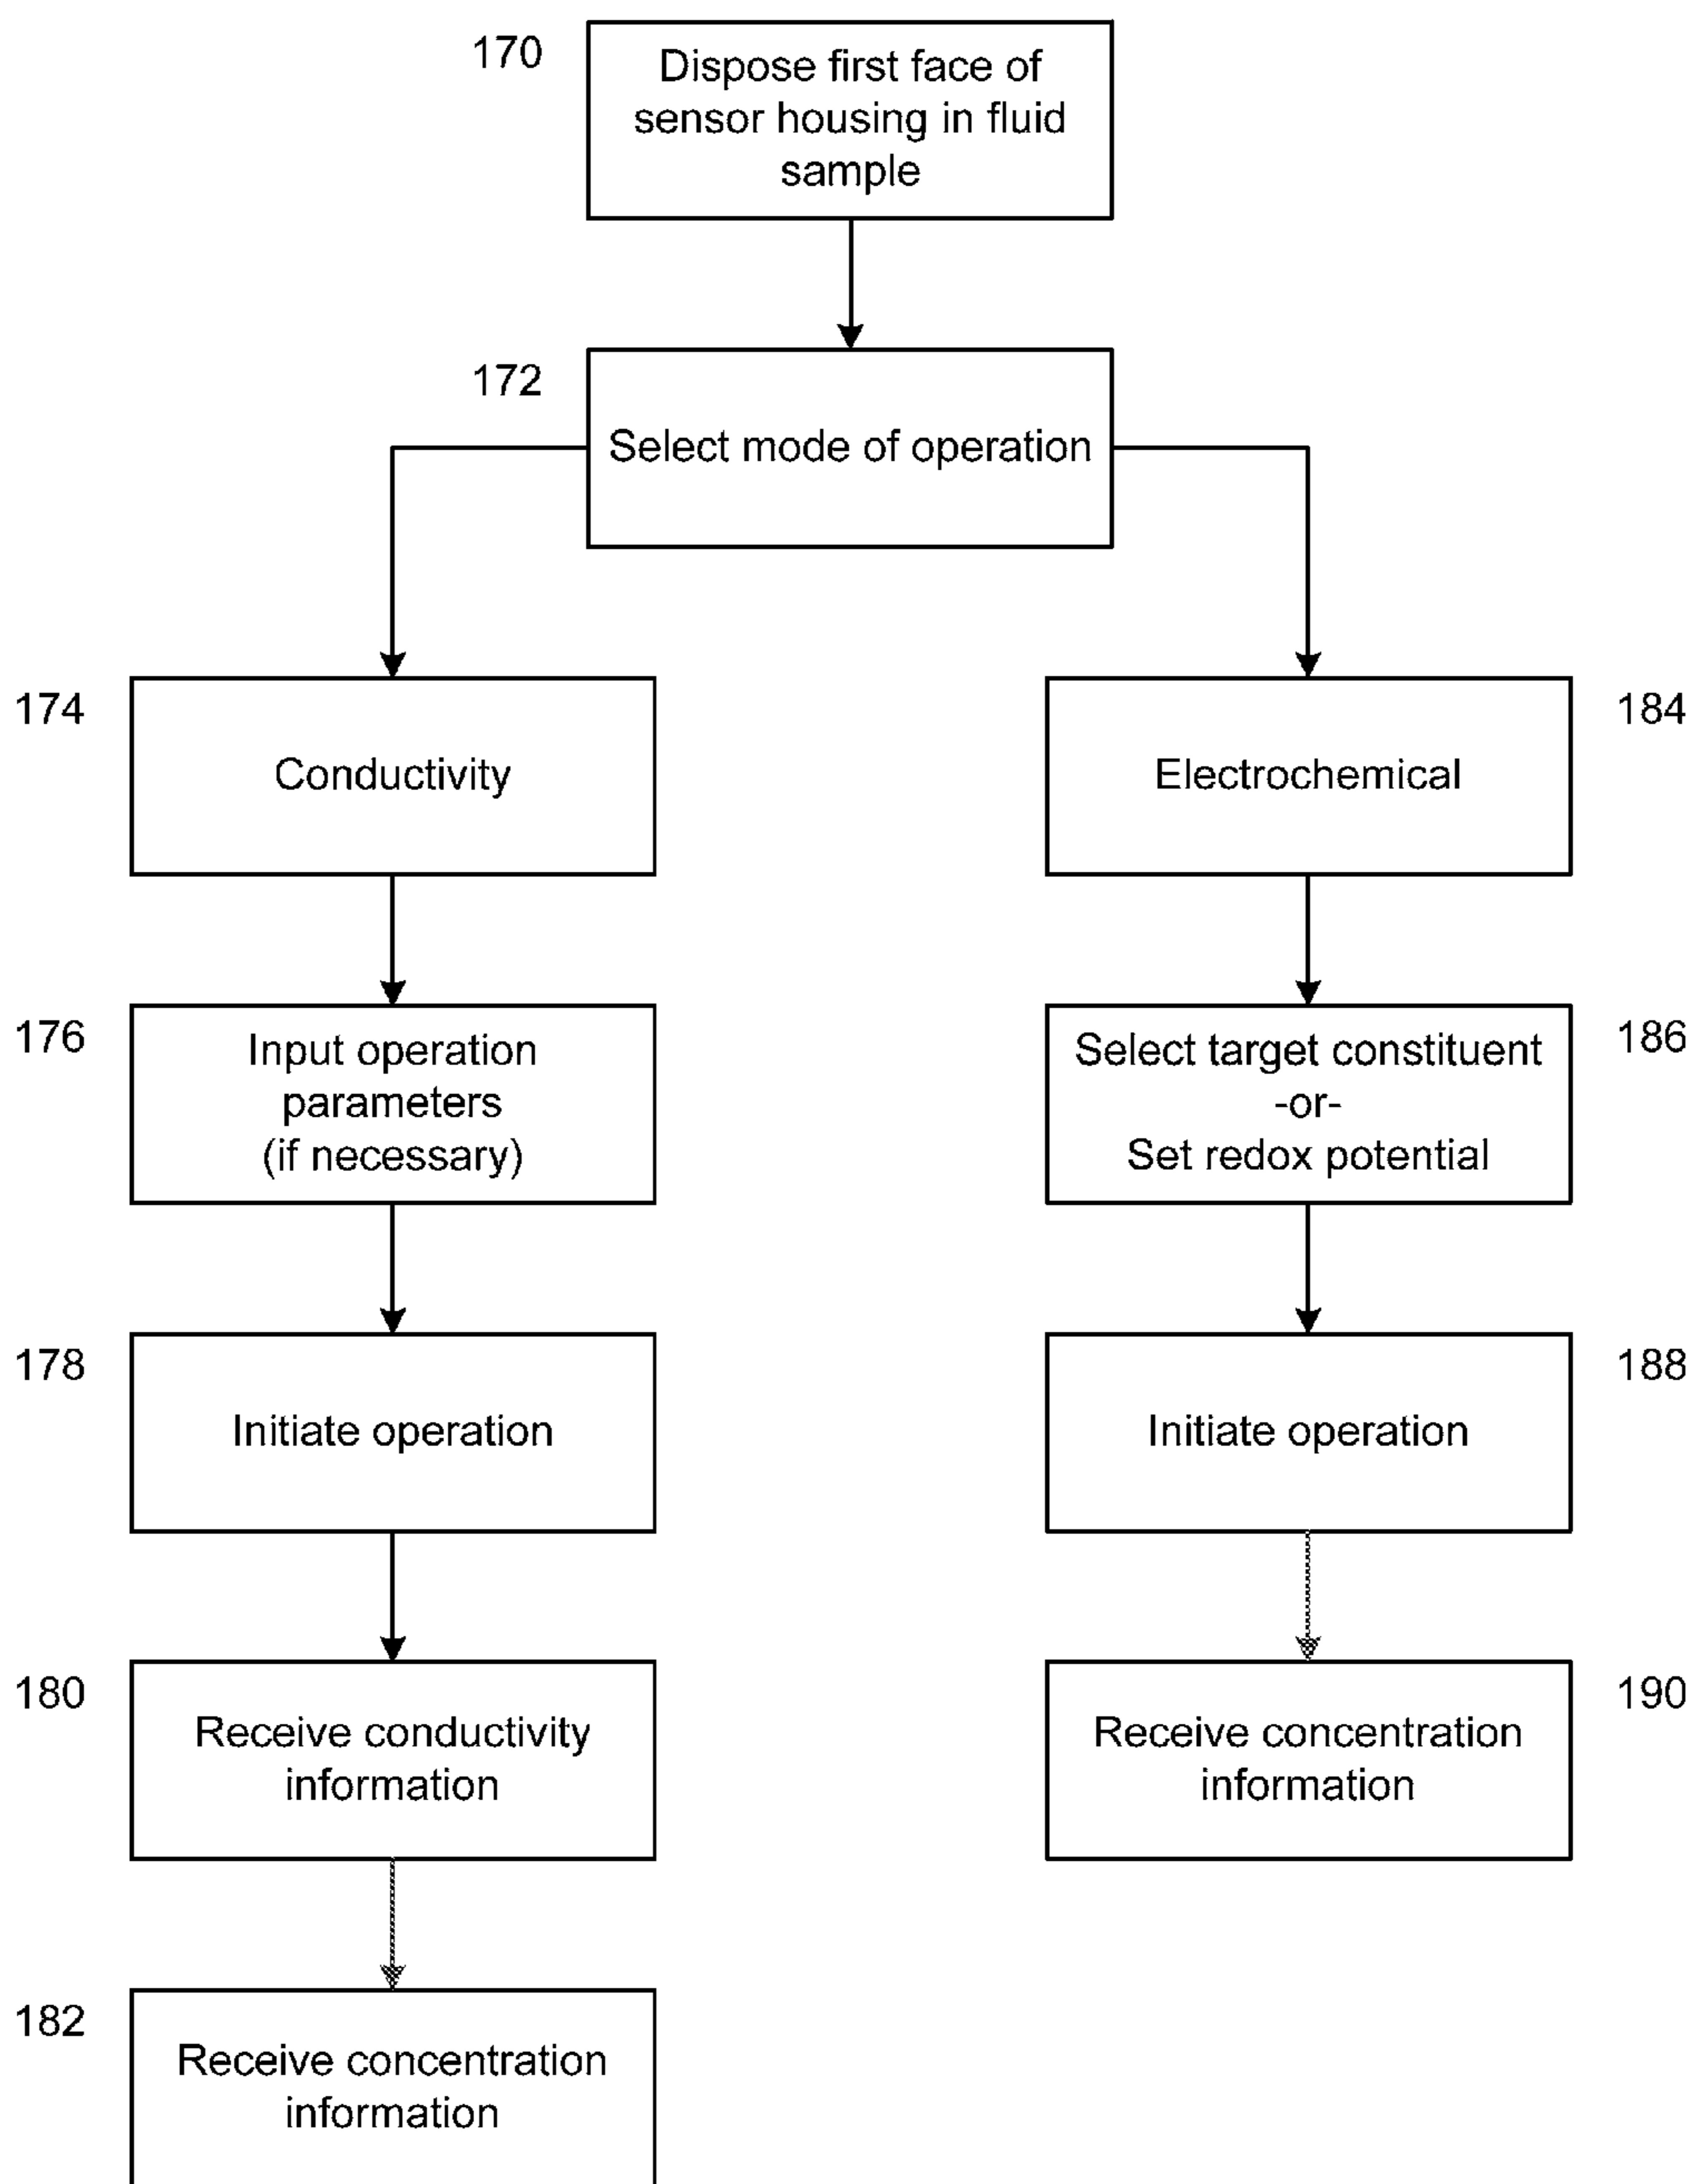 170
Dispose first face of
sensor housing in fluid
sample
172
Select mode of operation
174
Conductivity
184
Electrochemical
176
Input operation
parameters
(if necessary)
186
Select target constituent
-or-
Set redox potential
178
Initiate operation
188
Initiate operation
180
Receive conductivity
information
190
Receive concentration
information
182
Receive concentration
information